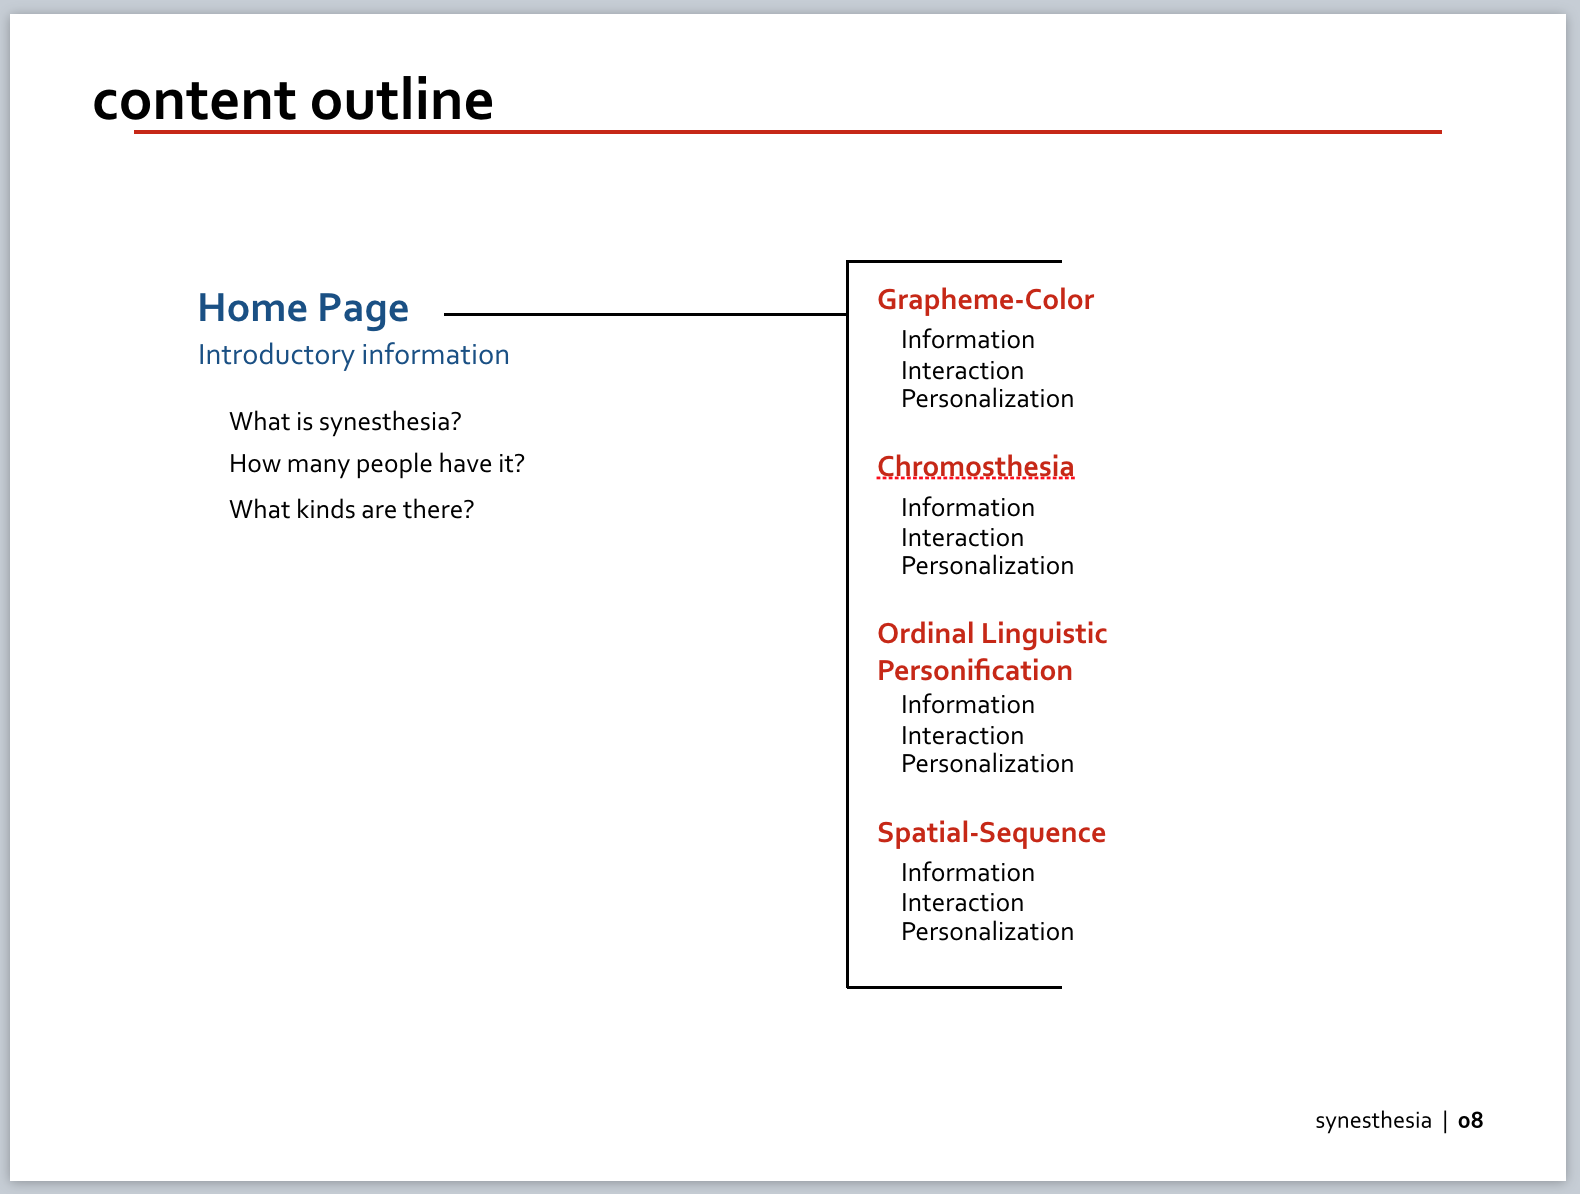 content outline
Home Page
Introductory information
What is synesthesia?
How many people have it?
What kinds are there?
Grapheme-Color
Information
Interaction
Personalization
Chromosthesia
Information
Interaction
Personalization
Ordinal Linguistic
Personification
Information
Interaction
Personalization
Spatial-Sequence
Information
Interaction
Personalization
synesthesia | 08